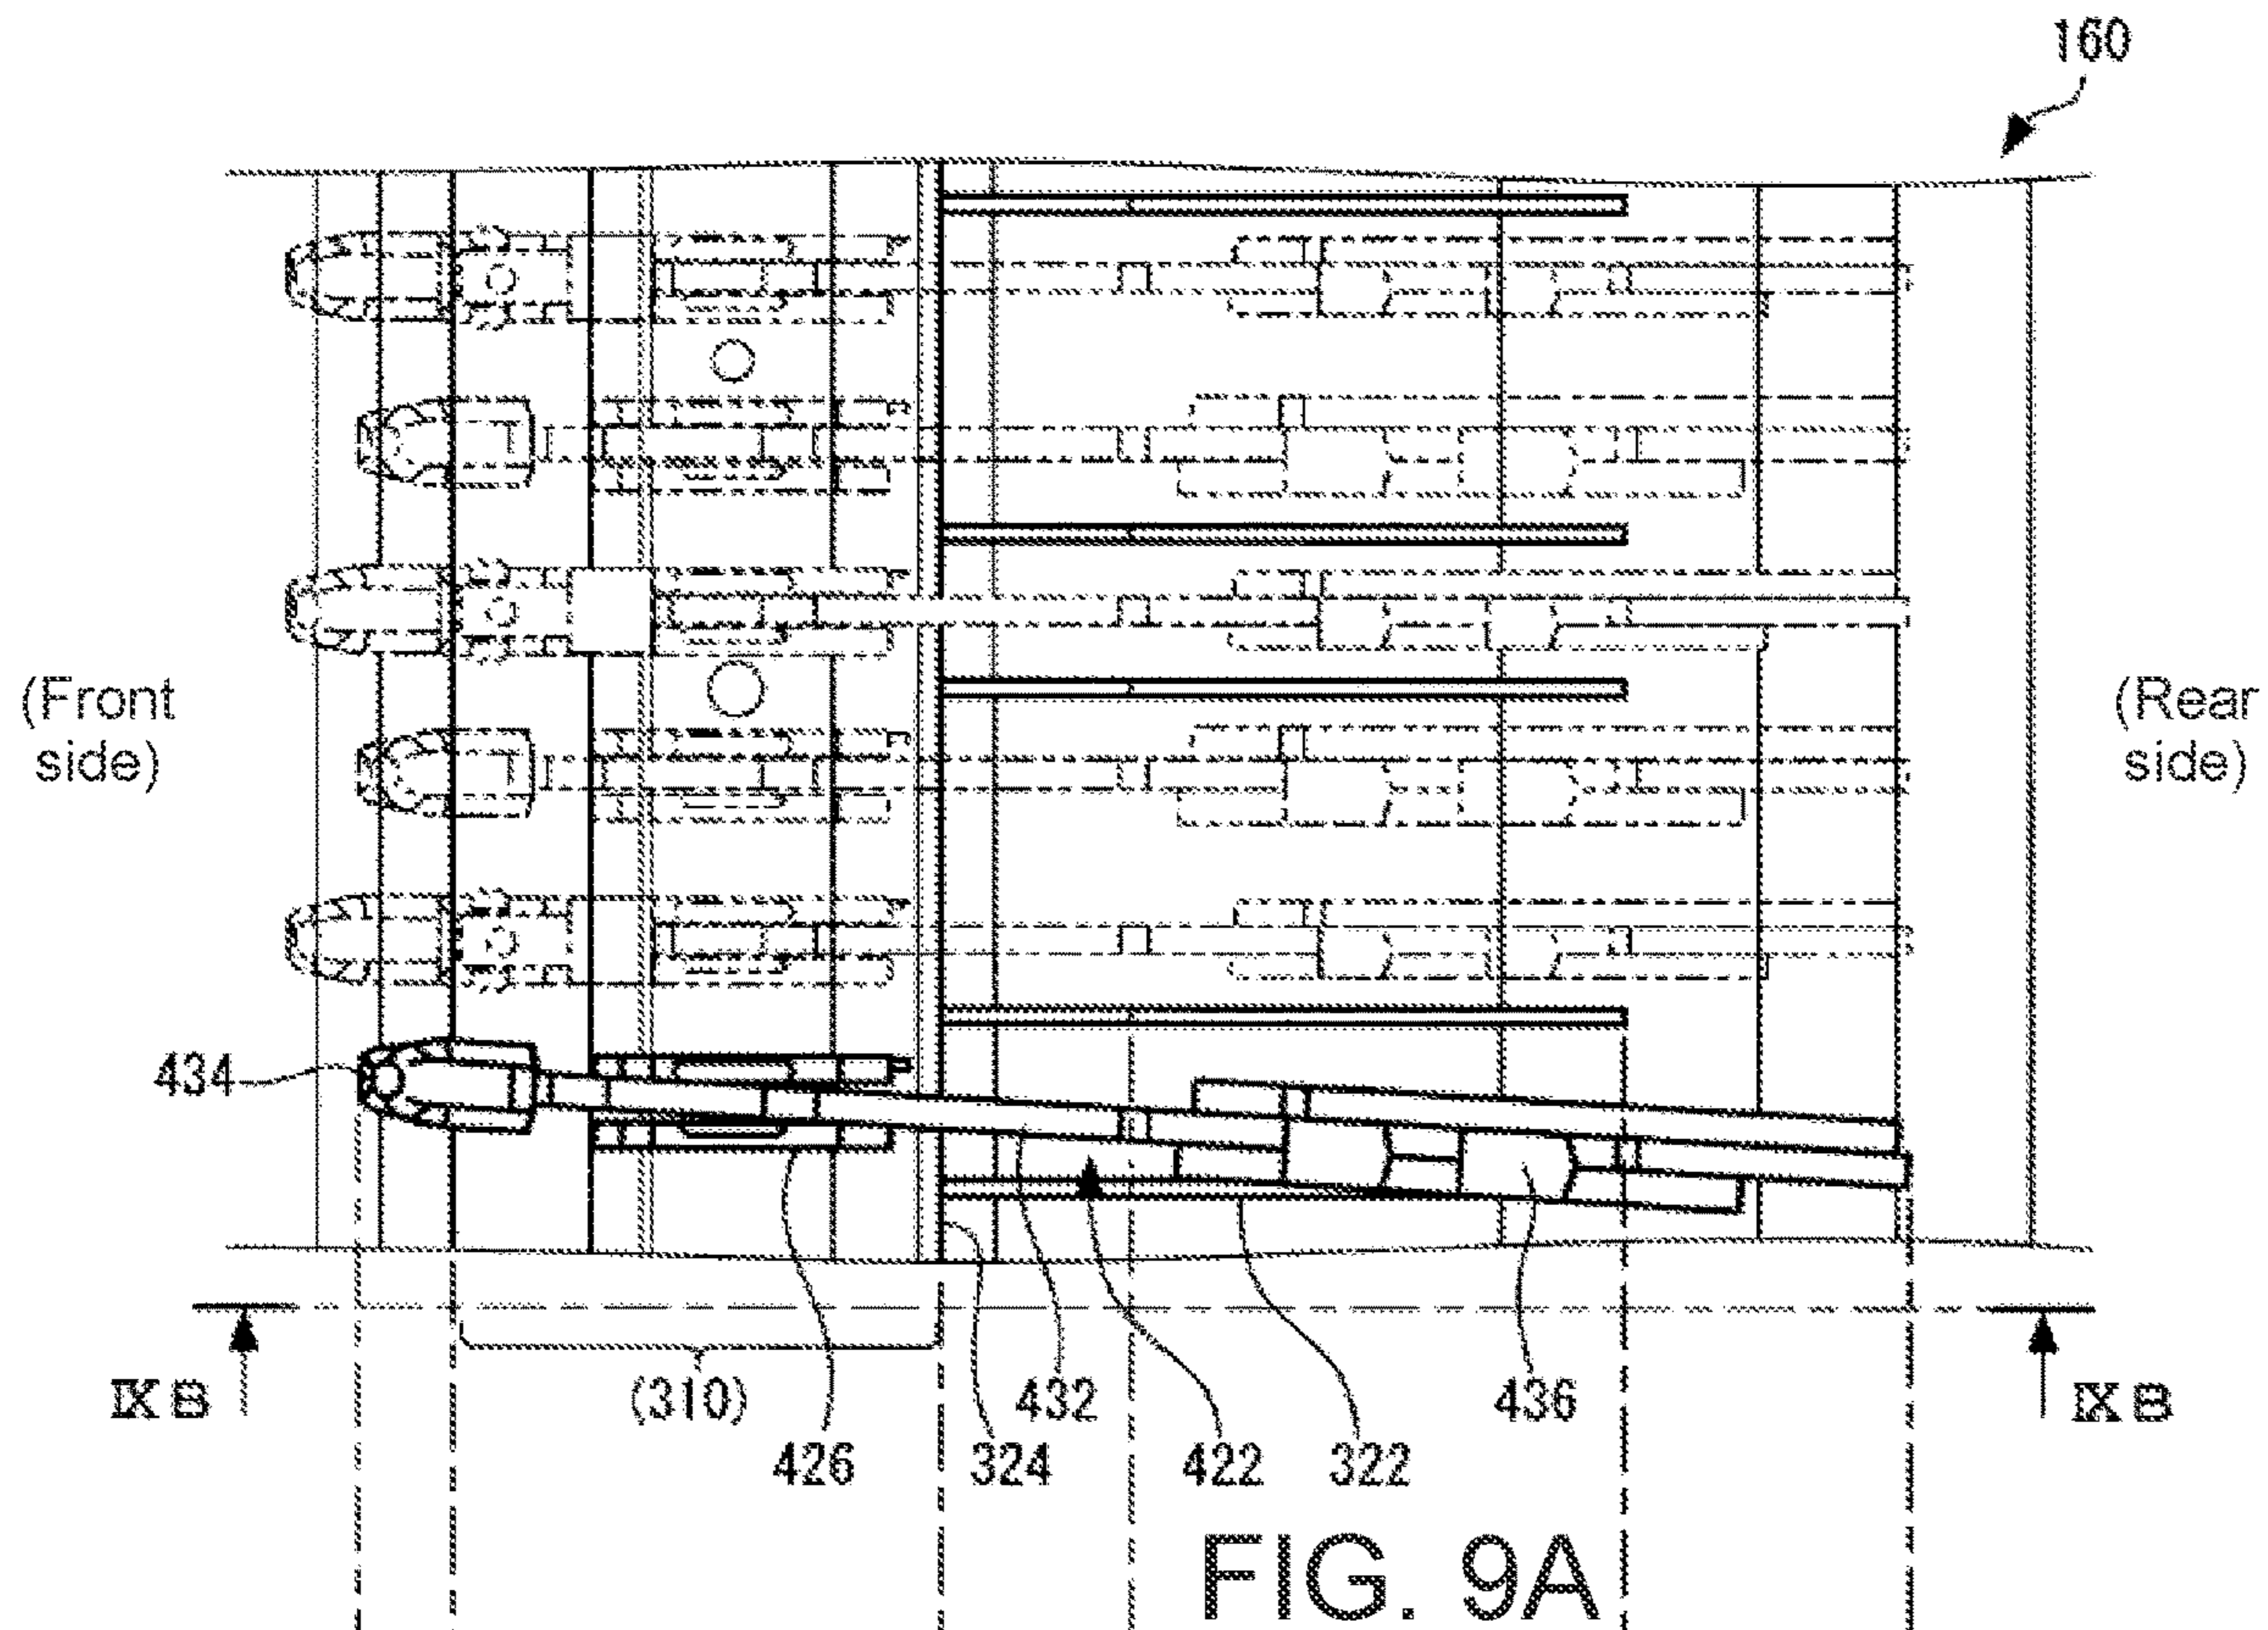 160
(Front
side)
(Rear
side)
434
IX B
(310)
432
436
IX B
426
324
422
322
FIG. 9A